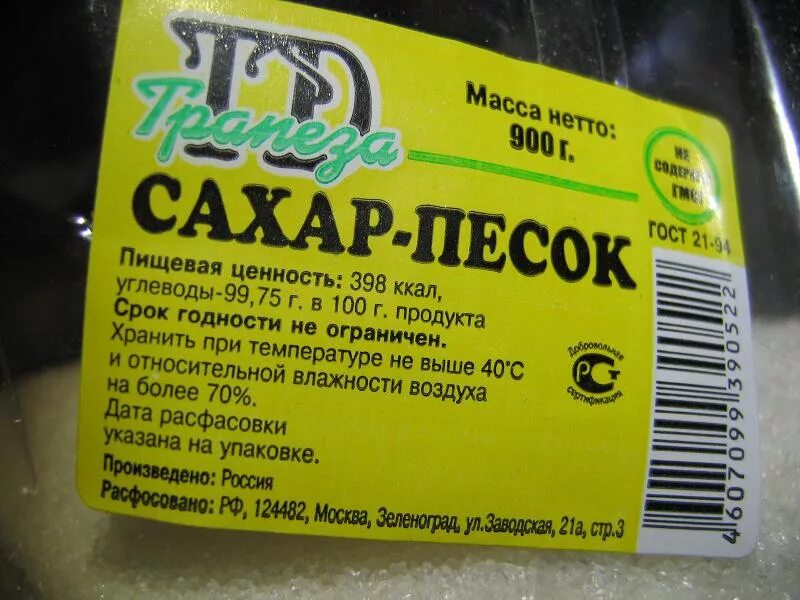 ТД
Трапеза
Масса нетто:
900 г.
НЕ
СОДЕРЖИТ
ГМО!
САХАР-ПЕСОК
ГОСТ 21-94
Пищевая ценность: 398 ккал,
углеводы-99,75 г. в 100 г. продукта
Срок годности не ограничен.
Хранить при температуре не выше 40°С
и относительной влажности воздуха
на более 70%.
Дата расфасовки
указана на упаковке.
Произведено: Россия
Расфосовано: РФ, 124482, Москва, Зеленоград, ул.Заводская, 21а, стр.3
Добровольная
РСТ
сертификация
4607099390522